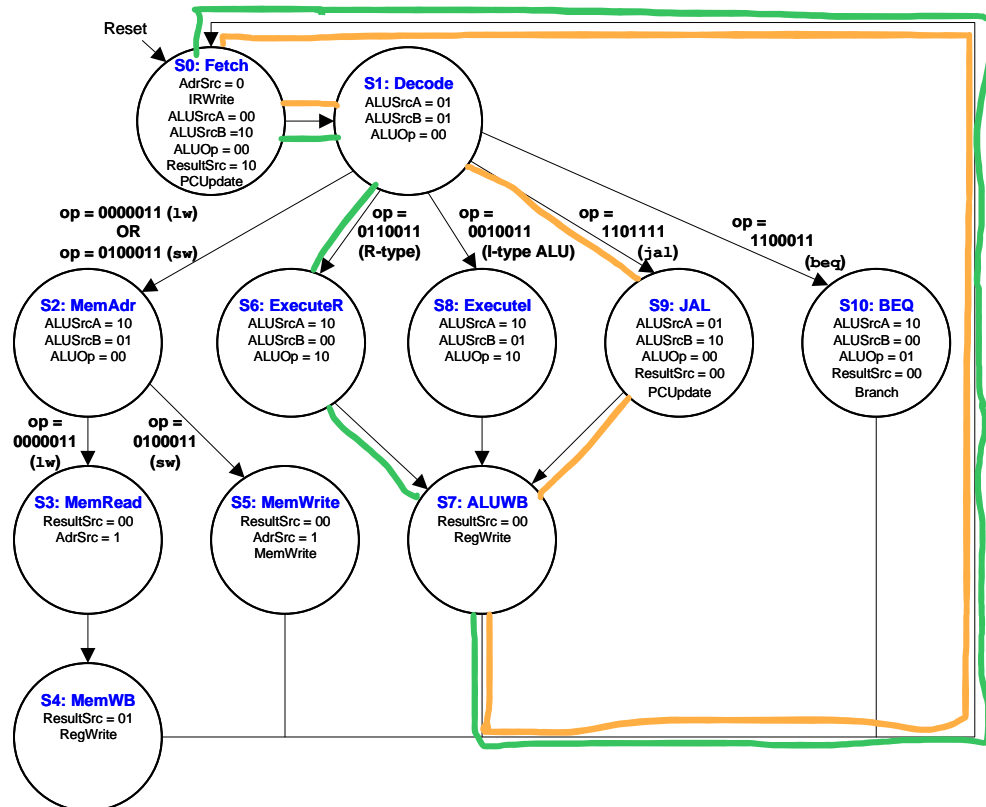 Reset
S0: Fetch
AdrSrc = 0
IRWrite
ALUSrcA = 00
ALUSrcB =10
ALUOp = 00
ResultSrc = 10
PCUpdate
S1: Decode
ALUSrcA = 01
ALUSrcB = 01
ALUOp = 00
op = 0000011 (lw)
OR
op = 0100011 (sw)
op =
0110011
(R-type)
op =
0010011
(I-type ALU)
op =
1101111
(jal)
op =
1100011
(beq)
S2: MemAdr
ALUSrcA = 10
ALUSrcB = 01
ALUOp = 00
S6: ExecuteR
ALUSrcA = 10
ALUSrcB = 00
ALUOp = 10
S8: ExecuteI
ALUSrcA = 10
ALUSrcB = 01
ALUOp = 10
S9: JAL
ALUSrcA = 01
ALUSrcB = 10
ALUOp = 00
ResultSrc = 00
PCUpdate
S10: BEQ
ALUSrcA = 10
ALUSrcB = 00
ALUOp = 01
ResultSrc = 00
Branch
op =
0000011
(lw)
op =
0100011
(sw)
S3: MemRead
ResultSrc = 00
AdrSrc = 1
S5: MemWrite
ResultSrc = 00
AdrSrc = 1
MemWrite
S7: ALUWB
ResultSrc = 00
RegWrite
S4: MemWB
ResultSrc = 01
RegWrite